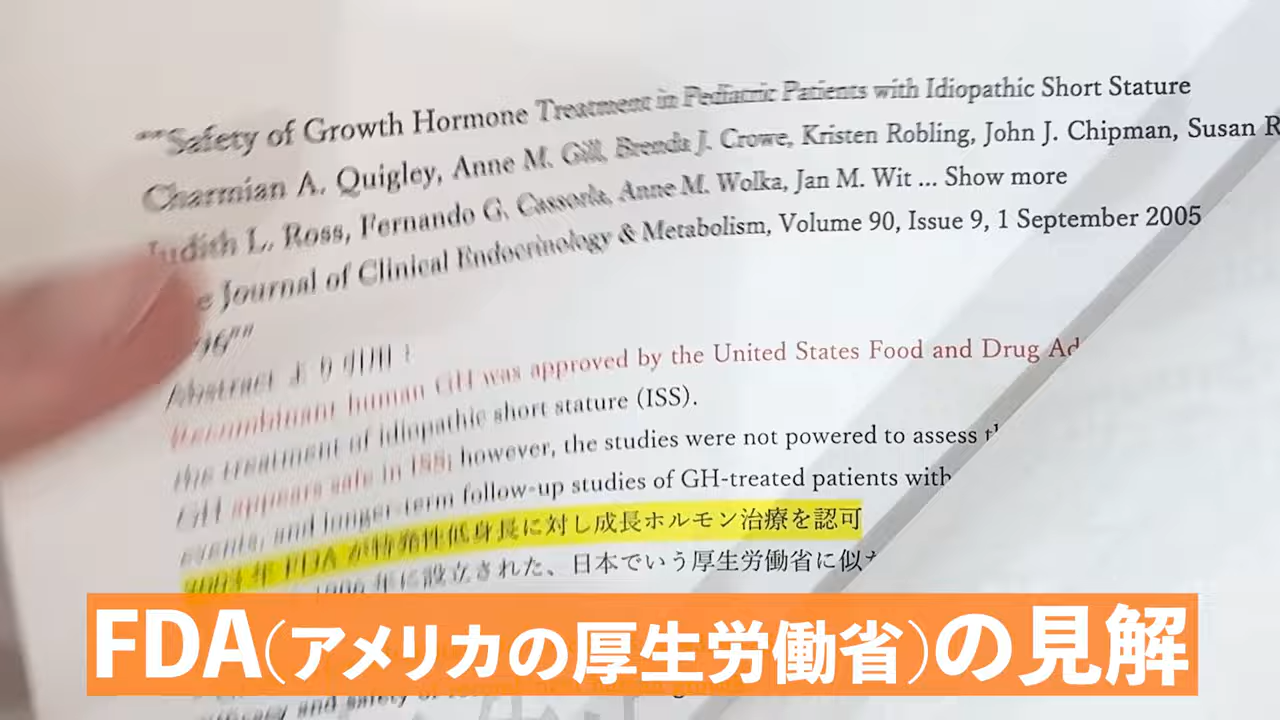 ""Safety of Growth Hormone Treatment in Pediatric Patients with Idiopathic Short Stature
Charmian A. Quigley, Anne M. Gill, Brenda J. Crowe, Kristen Robling, John J. Chipman, Susan R
Judith L. Ross, Fernando G. Cassorla, Anne M. Wolka, Jan M. Wit ... Show more
Journal of Clinical Endocrinology & Metabolism, Volume 90, Issue 9, 1 September 2005
96""
Abstract より引用：
Recombinant human GH was approved by the United States Food and Drug Ad
the treatment of idiopathic short stature (ISS).
GH appears safe in ISS; however, the studies were not powered to assess
events, and longer-term follow-up studies of GH-treated patients with
年 FDA が特発性低身長に対し成長ホルモン治療を認可
年に設立された、日本でいう厚生労働省に似
FDA(アメリカの厚生労働省)の見解
and safety of